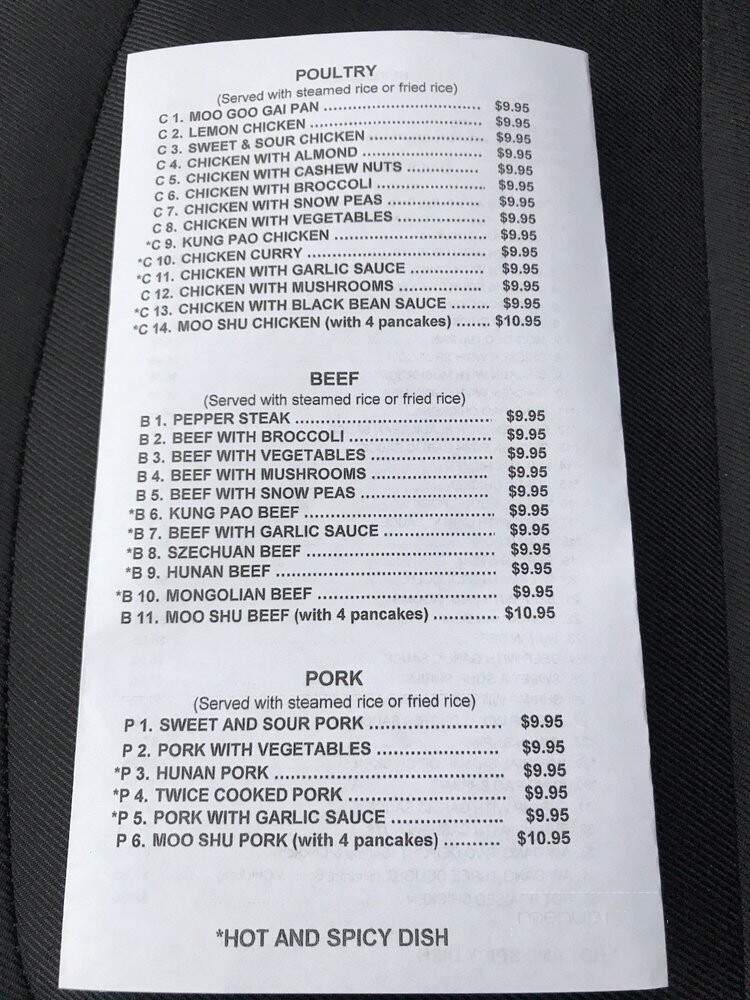 POULTRY
(Served with steamed rice or fried rice)
C 1. MOO GOO GAI PAN ........ $9.95
C 2. LEMON CHICKEN ........ $9.95
C 3. SWEET & SOUR CHICKEN ........ $9.95
C 4. CHICKEN WITH ALMOND ........ $9.95
C 5. CHICKEN WITH CASHEW NUTS ........ $9.95
C 6. CHICKEN WITH BROCCOLI ........ $9.95
C 7. CHICKEN WITH SNOW PEAS ........ $9.95
C 8. CHICKEN WITH VEGETABLES ........ $9.95
*C 9. KUNG PAO CHICKEN ........ $9.95
*C 10. CHICKEN CURRY ........ $9.95
*C 11. CHICKEN WITH GARLIC SAUCE ........ $9.95
C 12. CHICKEN WITH MUSHROOMS ........ $9.95
*C 13. CHICKEN WITH BLACK BEAN SAUCE ........ $9.95
*C 14. MOO SHU CHICKEN (with 4 pancakes) ....... $10.95
BEEF
(Served with steamed rice or fried rice)
B 1. PEPPER STEAK ........ $9.95
B 2. BEEF WITH BROCCOLI ........ $9.95
B 3. BEEF WITH VEGETABLES ........ $9.95
B 4. BEEF WITH MUSHROOMS ........ $9.95
B 5. BEEF WITH SNOW PEAS ........ $9.95
*B 6. KUNG PAO BEEF ........ $9.95
*B 7. BEEF WITH GARLIC SAUCE ........ $9.95
*B 8. SZECHUAN BEEF ........ $9.95
*B 9. HUNAN BEEF ........ $9.95
*B 10. MONGOLIAN BEEF ........ $9.95
B 11. MOO SHU BEEF (with 4 pancakes) ........ $10.95
PORK
(Served with steamed rice or fried rice)
P 1. SWEET AND SOUR PORK ........ $9.95
P 2. PORK WITH VEGETABLES ........ $9.95
*P 3. HUNAN PORK ........ $9.95
*P 4. TWICE COOKED PORK ........ $9.95
*P 5. PORK WITH GARLIC SAUCE ........ $9.95
P 6. MOO SHU PORK (with 4 pancakes) ........ $10.95
*HOT AND SPICY DISH